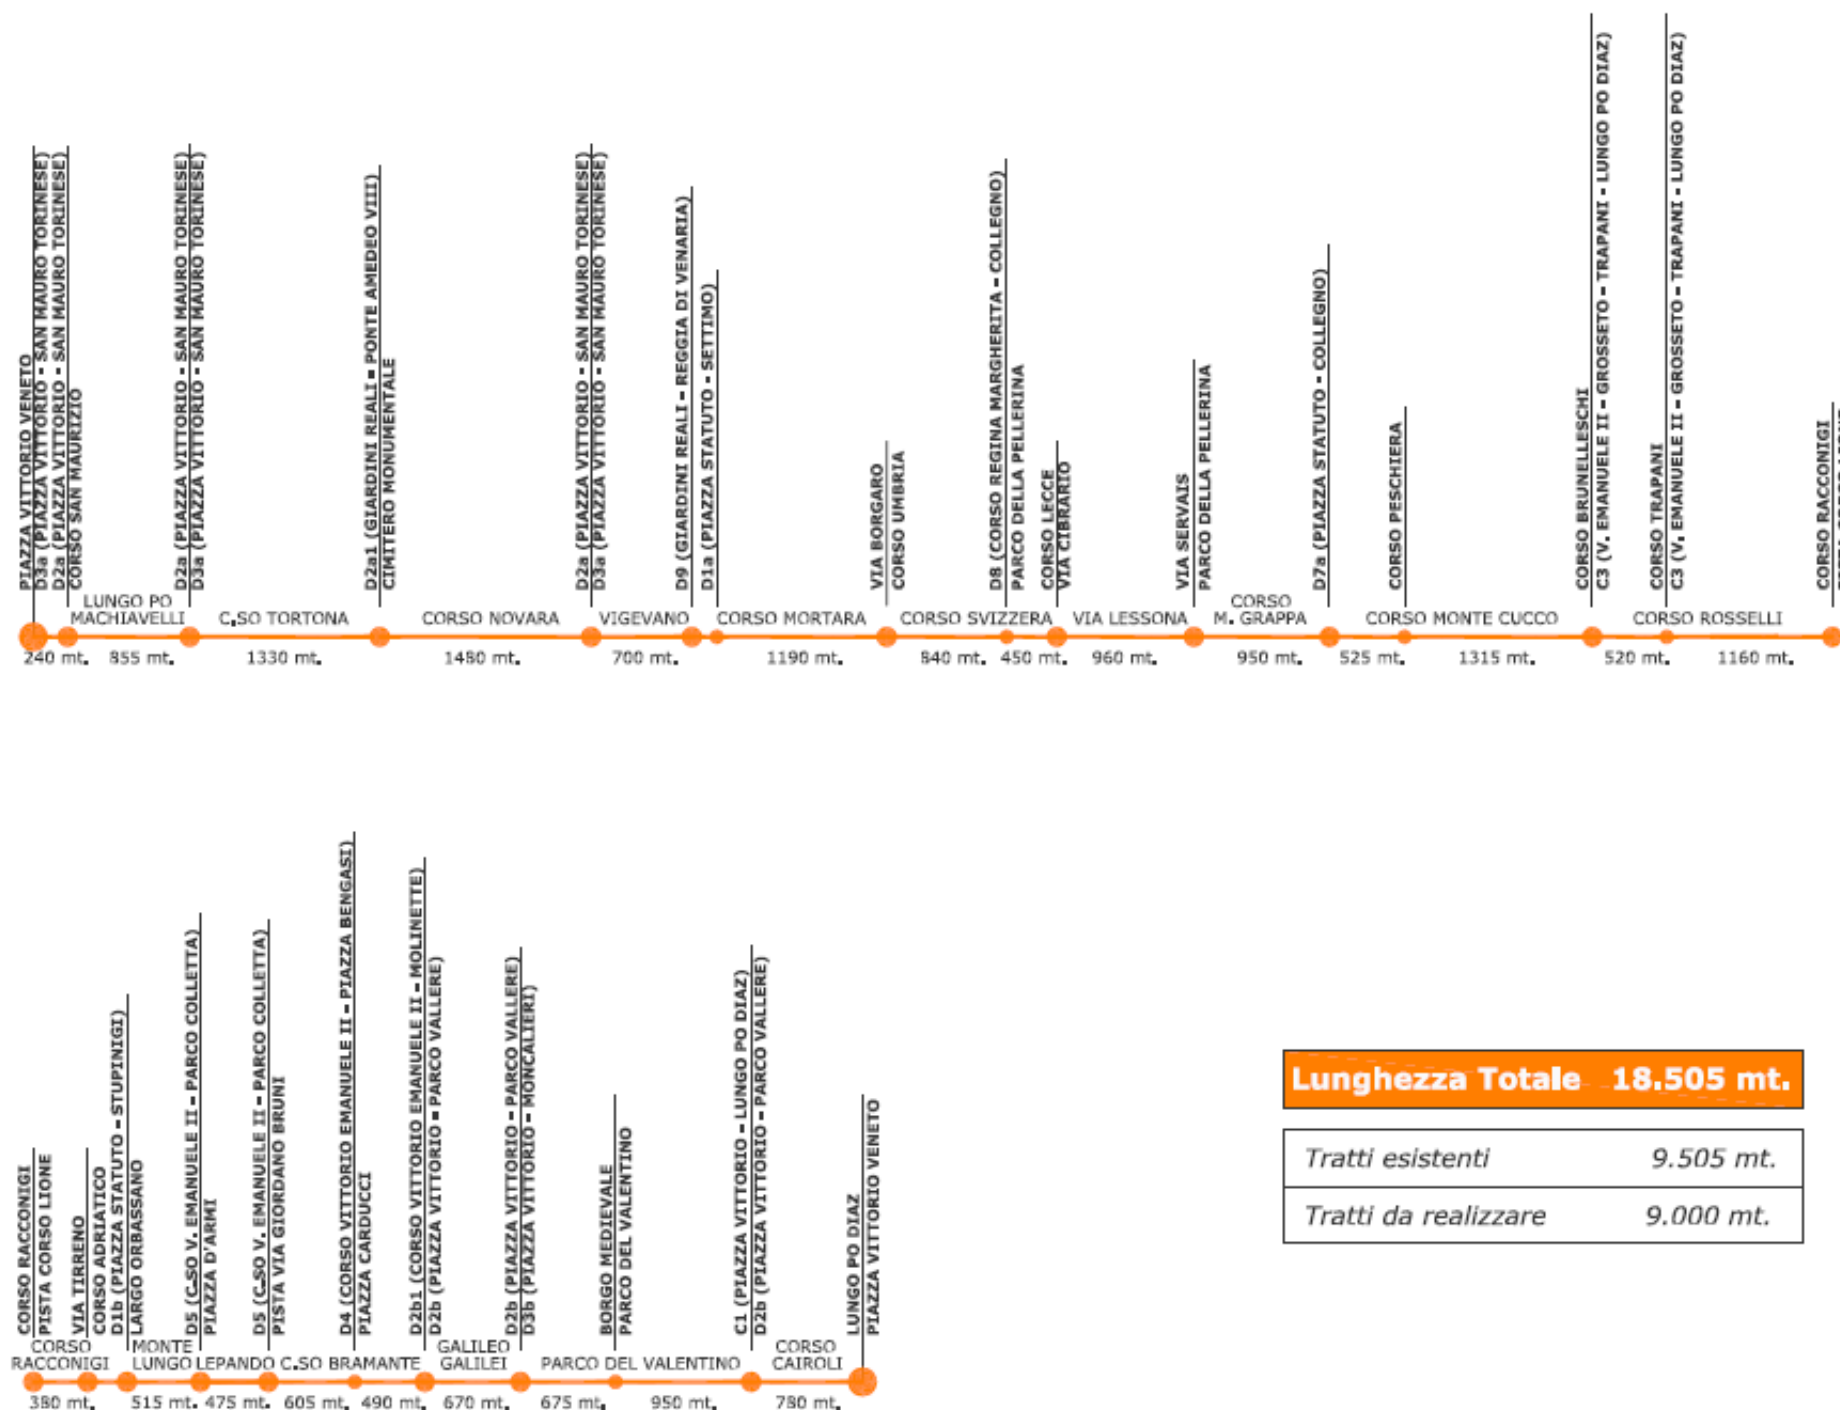 PIAZZA VITTORIO VENETO
D3a (PIAZZA VITTORIO - SAN MAURO TORINESE)
D2a (PIAZZA VITTORIO - SAN MAURO TORINESE)
CORSO SAN MAURIZIO
D2a (PIAZZA VITTORIO - SAN MAURO TORINESE)
D3a (PIAZZA VITTORIO - SAN MAURO TORINESE)
D2a1 (GIARDINI REALI - PONTE AMEDEO VIII)
CIMITERO MONUMENTALE
D2a (PIAZZA VITTORIO - SAN MAURO TORINESE)
D3a (PIAZZA VITTORIO - SAN MAURO TORINESE)
D9 (GIARDINI REALI - REGGIA DI VENARIA)
D1a (PIAZZA STATUTO - SETTIMO)
VIA BORGARO
CORSO UMBRIA
D8 (CORSO REGINA MARGHERITA - COLLEGNO)
PARCO DELLA PELLERINA
CORSO LECCE
VIA CIBRARIO
VIA SERVAIS
PARCO DELLA PELLERINA
D7a (PIAZZA STATUTO - COLLEGNO)
CORSO PESCHIERA
CORSO BRUNELLESCHI
C3 (V. EMANUELE II - GROSSETO - TRAPANI - LUNGO PO DIAZ)
CORSO TRAPANI
C3 (V. EMANUELE II - GROSSETO - TRAPANI - LUNGO PO DIAZ)
CORSO RACCONIGI
LUNGO PO
MACHIAVELLI
C.SO TORTONA
CORSO NOVARA
VIGEVANO
CORSO MORTARA
CORSO SVIZZERA
VIA LESSONA
CORSO
M. GRAPPA
CORSO MONTE CUCCO
CORSO ROSSELLI
240 mt.
855 mt.
1330 mt.
1480 mt.
700 mt.
1190 mt.
840 mt.
450 mt.
960 mt.
950 mt.
525 mt.
1315 mt.
520 mt.
1160 mt.
CORSO RACCONIGI
PISTA CORSO LIONE
VIA TIRRENO
CORSO ADRIATICO
D1b (PIAZZA STATUTO - STUPINIGI)
LARGO ORBASSANO
D5 (C.SO V. EMANUELE II - PARCO COLLETTA)
PIAZZA D'ARMI
D5 (C.SO V. EMANUELE II - PARCO COLLETTA)
PISTA VIA GIORDANO BRUNI
D4 (CORSO VITTORIO EMANUELE II - PIAZZA BENGASI)
PIAZZA CARDUCCI
D2b1 (CORSO VITTORIO EMANUELE II - MOLINETTE)
D2b (PIAZZA VITTORIO - PARCO VALLERE)
D2b (PIAZZA VITTORIO - PARCO VALLERE)
D3b (PIAZZA VITTORIO - MONCALIERI)
BORGO MEDIEVALE
PARCO DEL VALENTINO
C1 (PIAZZA VITTORIO - LUNGO PO DIAZ)
D2b (PIAZZA VITTORIO - PARCO VALLERE)
LUNGO PO DIAZ
PIAZZA VITTORIO VENETO
CORSO
RACCONIGI
MONTE
LUNGO
LEPANDO
C.SO BRAMANTE
GALILEO
GALILEI
PARCO DEL VALENTINO
CORSO
CAIROLI
380 mt.
515 mt.
475 mt.
605 mt.
490 mt.
670 mt.
675 mt.
950 mt.
780 mt.
Lunghezza Totale 18.505 mt.
Tratti esistenti 9.505 mt.
Tratti da realizzare 9.000 mt.